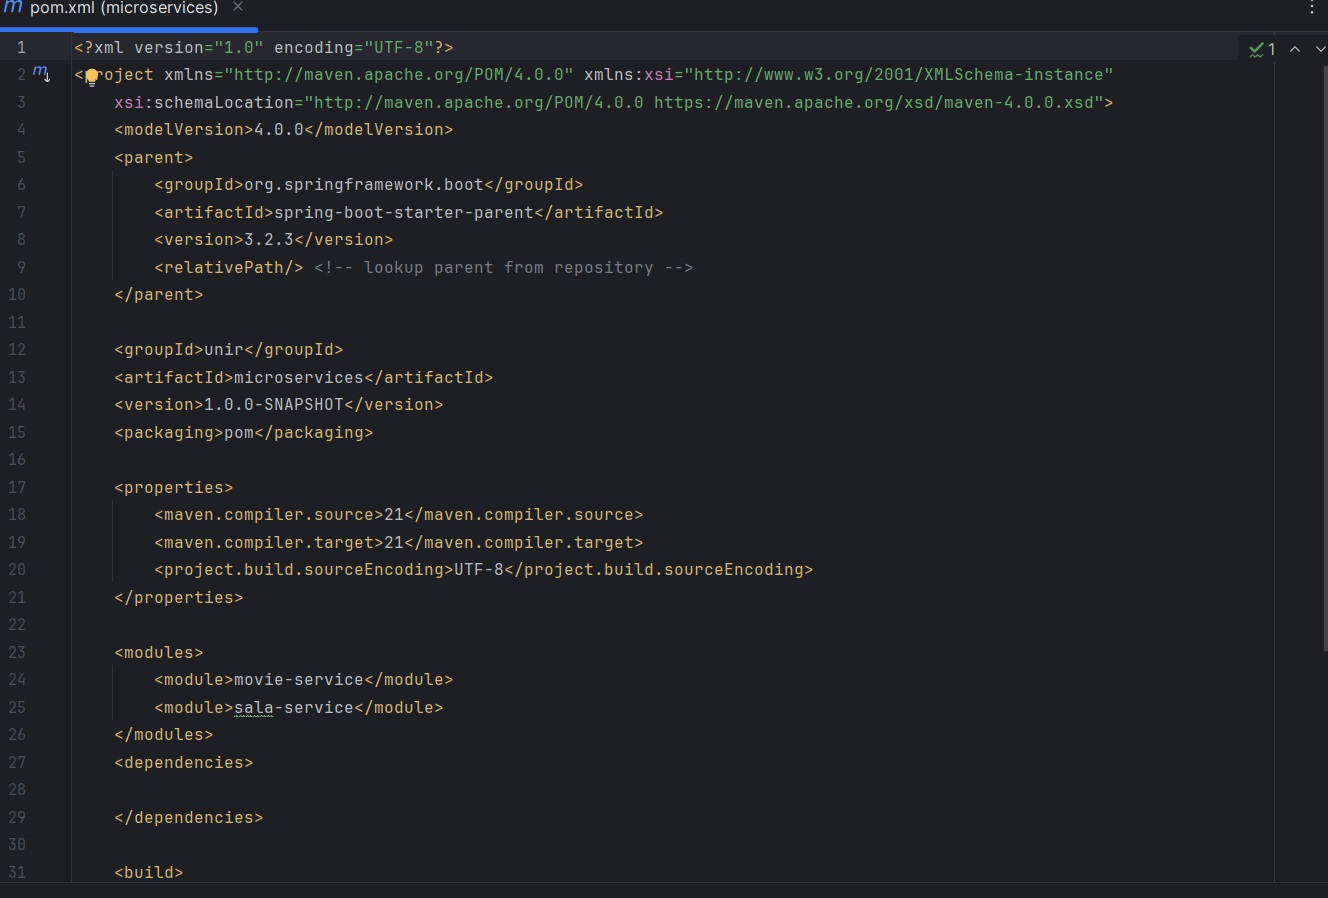 m pom.xml (microservices) ×
1 <?xml version="1.0" encoding="UTF-8"?> 1
2 <project xmlns="http://maven.apache.org/POM/4.0.0" xmlns:xsi="http://www.w3.org/2001/XMLSchema-instance"
3 xsi:schemaLocation="http://maven.apache.org/POM/4.0.0 https://maven.apache.org/xsd/maven-4.0.0.xsd">
4 <modelVersion>4.0.0</modelVersion>
5 <parent>
6 <groupId>org.springframework.boot</groupId>
7 <artifactId>spring-boot-starter-parent</artifactId>
8 <version>3.2.3</version>
9 <relativePath/> <!-- lookup parent from repository -->
10 </parent>
11
12 <groupId>unir</groupId>
13 <artifactId>microservices</artifactId>
14 <version>1.0.0-SNAPSHOT</version>
15 <packaging>pom</packaging>
16
17 <properties>
18 <maven.compiler.source>21</maven.compiler.source>
19 <maven.compiler.target>21</maven.compiler.target>
20 <project.build.sourceEncoding>UTF-8</project.build.sourceEncoding>
21 </properties>
22
23 <modules>
24 <module>movie-service</module>
25 <module>sala-service</module>
26 </modules>
27 <dependencies>
28
29 </dependencies>
30
31 <build>